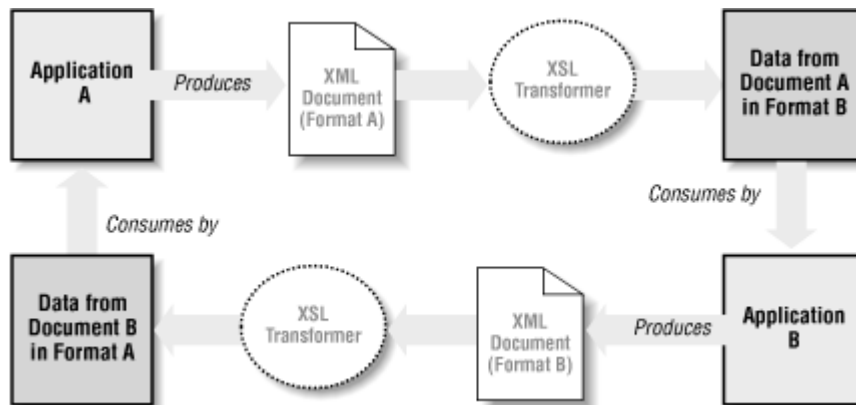 Application
A
Produces
XML
Document
(Format A)
XSL
Transformer
Data from
Document A
in Format B
Consumes by
Application
B
Produces
XML
Document
(Format B)
XSL
Transformer
Data from
Document B
in Format A
Consumes by